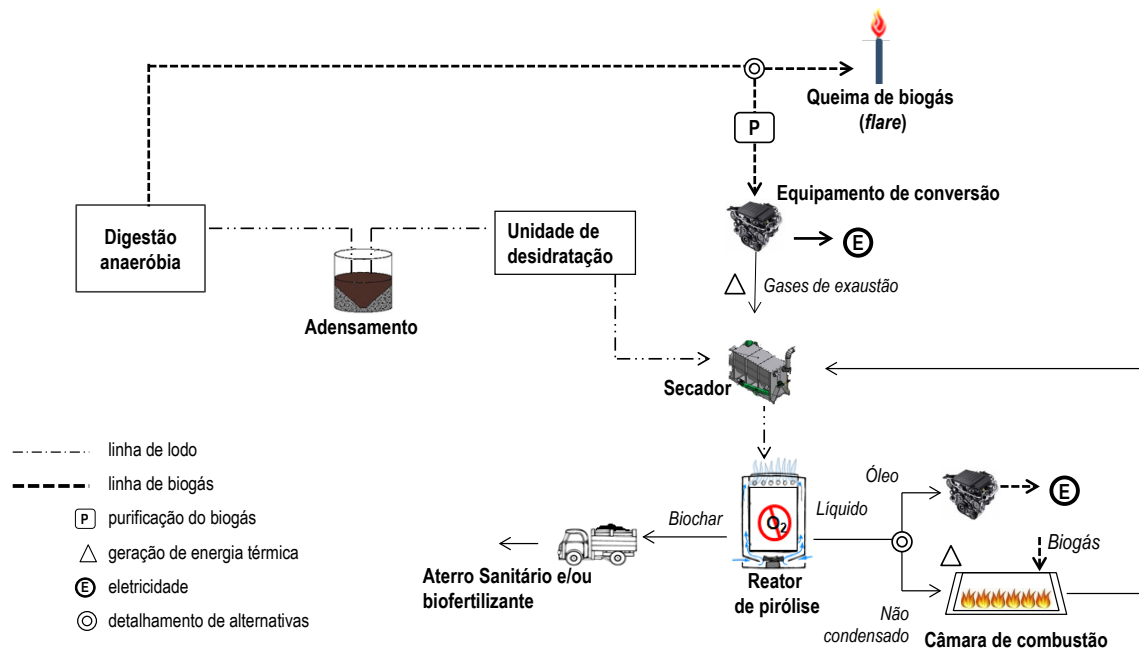 Queima de biogás
(flare)
P
Equipamento de conversão
E
Digestão
anaeróbia
Unidade de
desidratação
Gases de exaustão
Adensamento
Secador
linha de lodo
linha de biogás
P purificação do biogás
geração de energia térmica
E eletricidade
detalhamento de alternativas
Óleo
E
Líquido
Biochar
O2
Biogás
Aterro Sanitário e/ou
biofertilizante
Reator
de pirólise
Não
condensado
Câmara de combustão